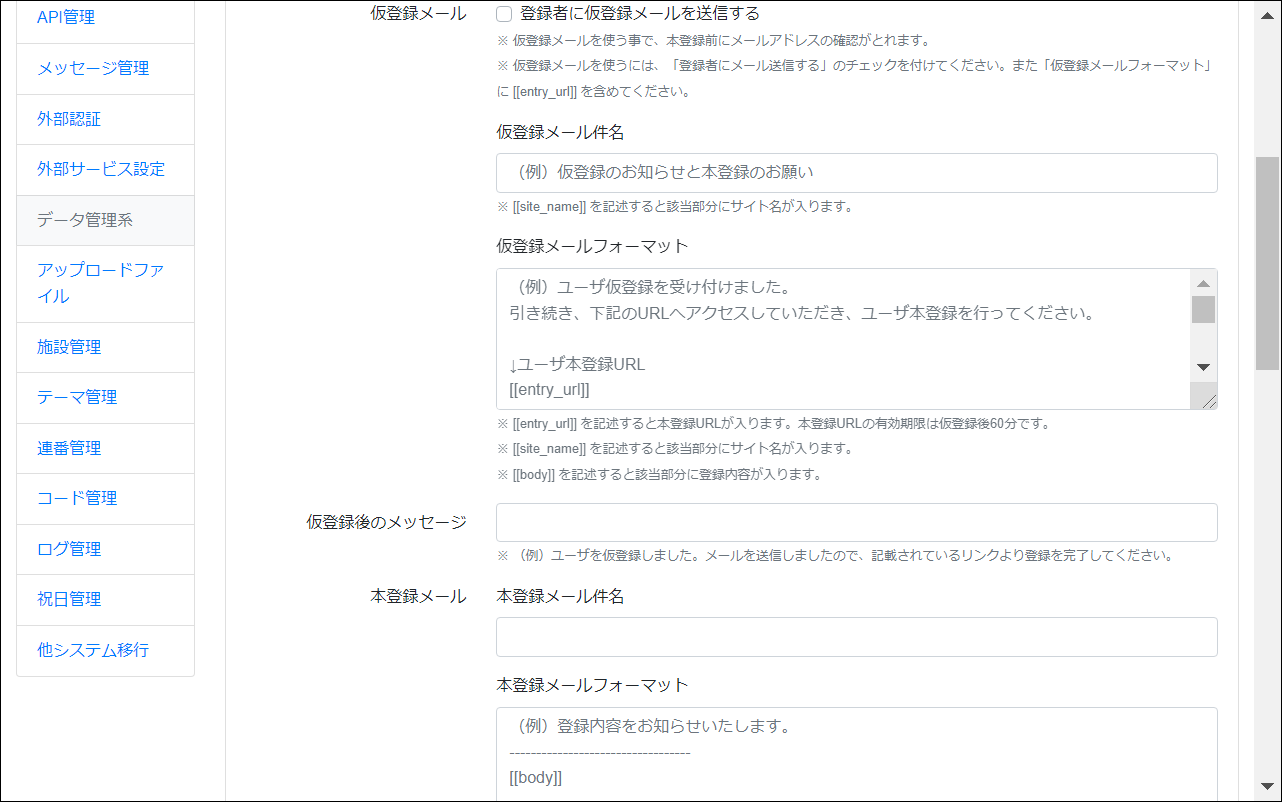 API管理
メッセージ管理
外部認証
外部サービス設定
データ管理系
アップロードファ
イル
施設管理
テーマ管理
連番管理
コード管理
ログ管理
祝日管理
他システム移行
仮登録メール
登録者に仮登録メールを送信する
※ 仮登録メールを使う事で、本登録前にメールアドレスの確認がとれます。
※ 仮登録メールを使うには、「登録者にメール送信する」のチェックを付けてください。また「仮登録メールフォーマット」
に [[entry_url]] を含めてください。
仮登録メール件名
（例）仮登録のお知らせと本登録のお願い
※ [[site_name]] を記述すると該当部分にサイト名が入ります。
仮登録メールフォーマット
（例）ユーザ仮登録を受け付けました。
引き続き、下記のURLへアクセスしていただき、ユーザ本登録を行ってください。
↓ユーザ本登録URL
[[entry_url]]
※ [[entry_url]] を記述すると本登録URLが入ります。本登録URLの有効期限は仮登録後60分です。
※ [[site_name]] を記述すると該当部分にサイト名が入ります。
※ [[body]] を記述すると該当部分に登録内容が入ります。
仮登録後のメッセージ
※ （例）ユーザを仮登録しました。メールを送信しましたので、記載されているリンクより登録を完了してください。
本登録メール
本登録メール件名
本登録メールフォーマット
（例）登録内容をお知らせいたします。
----------------------------------
[[body]]